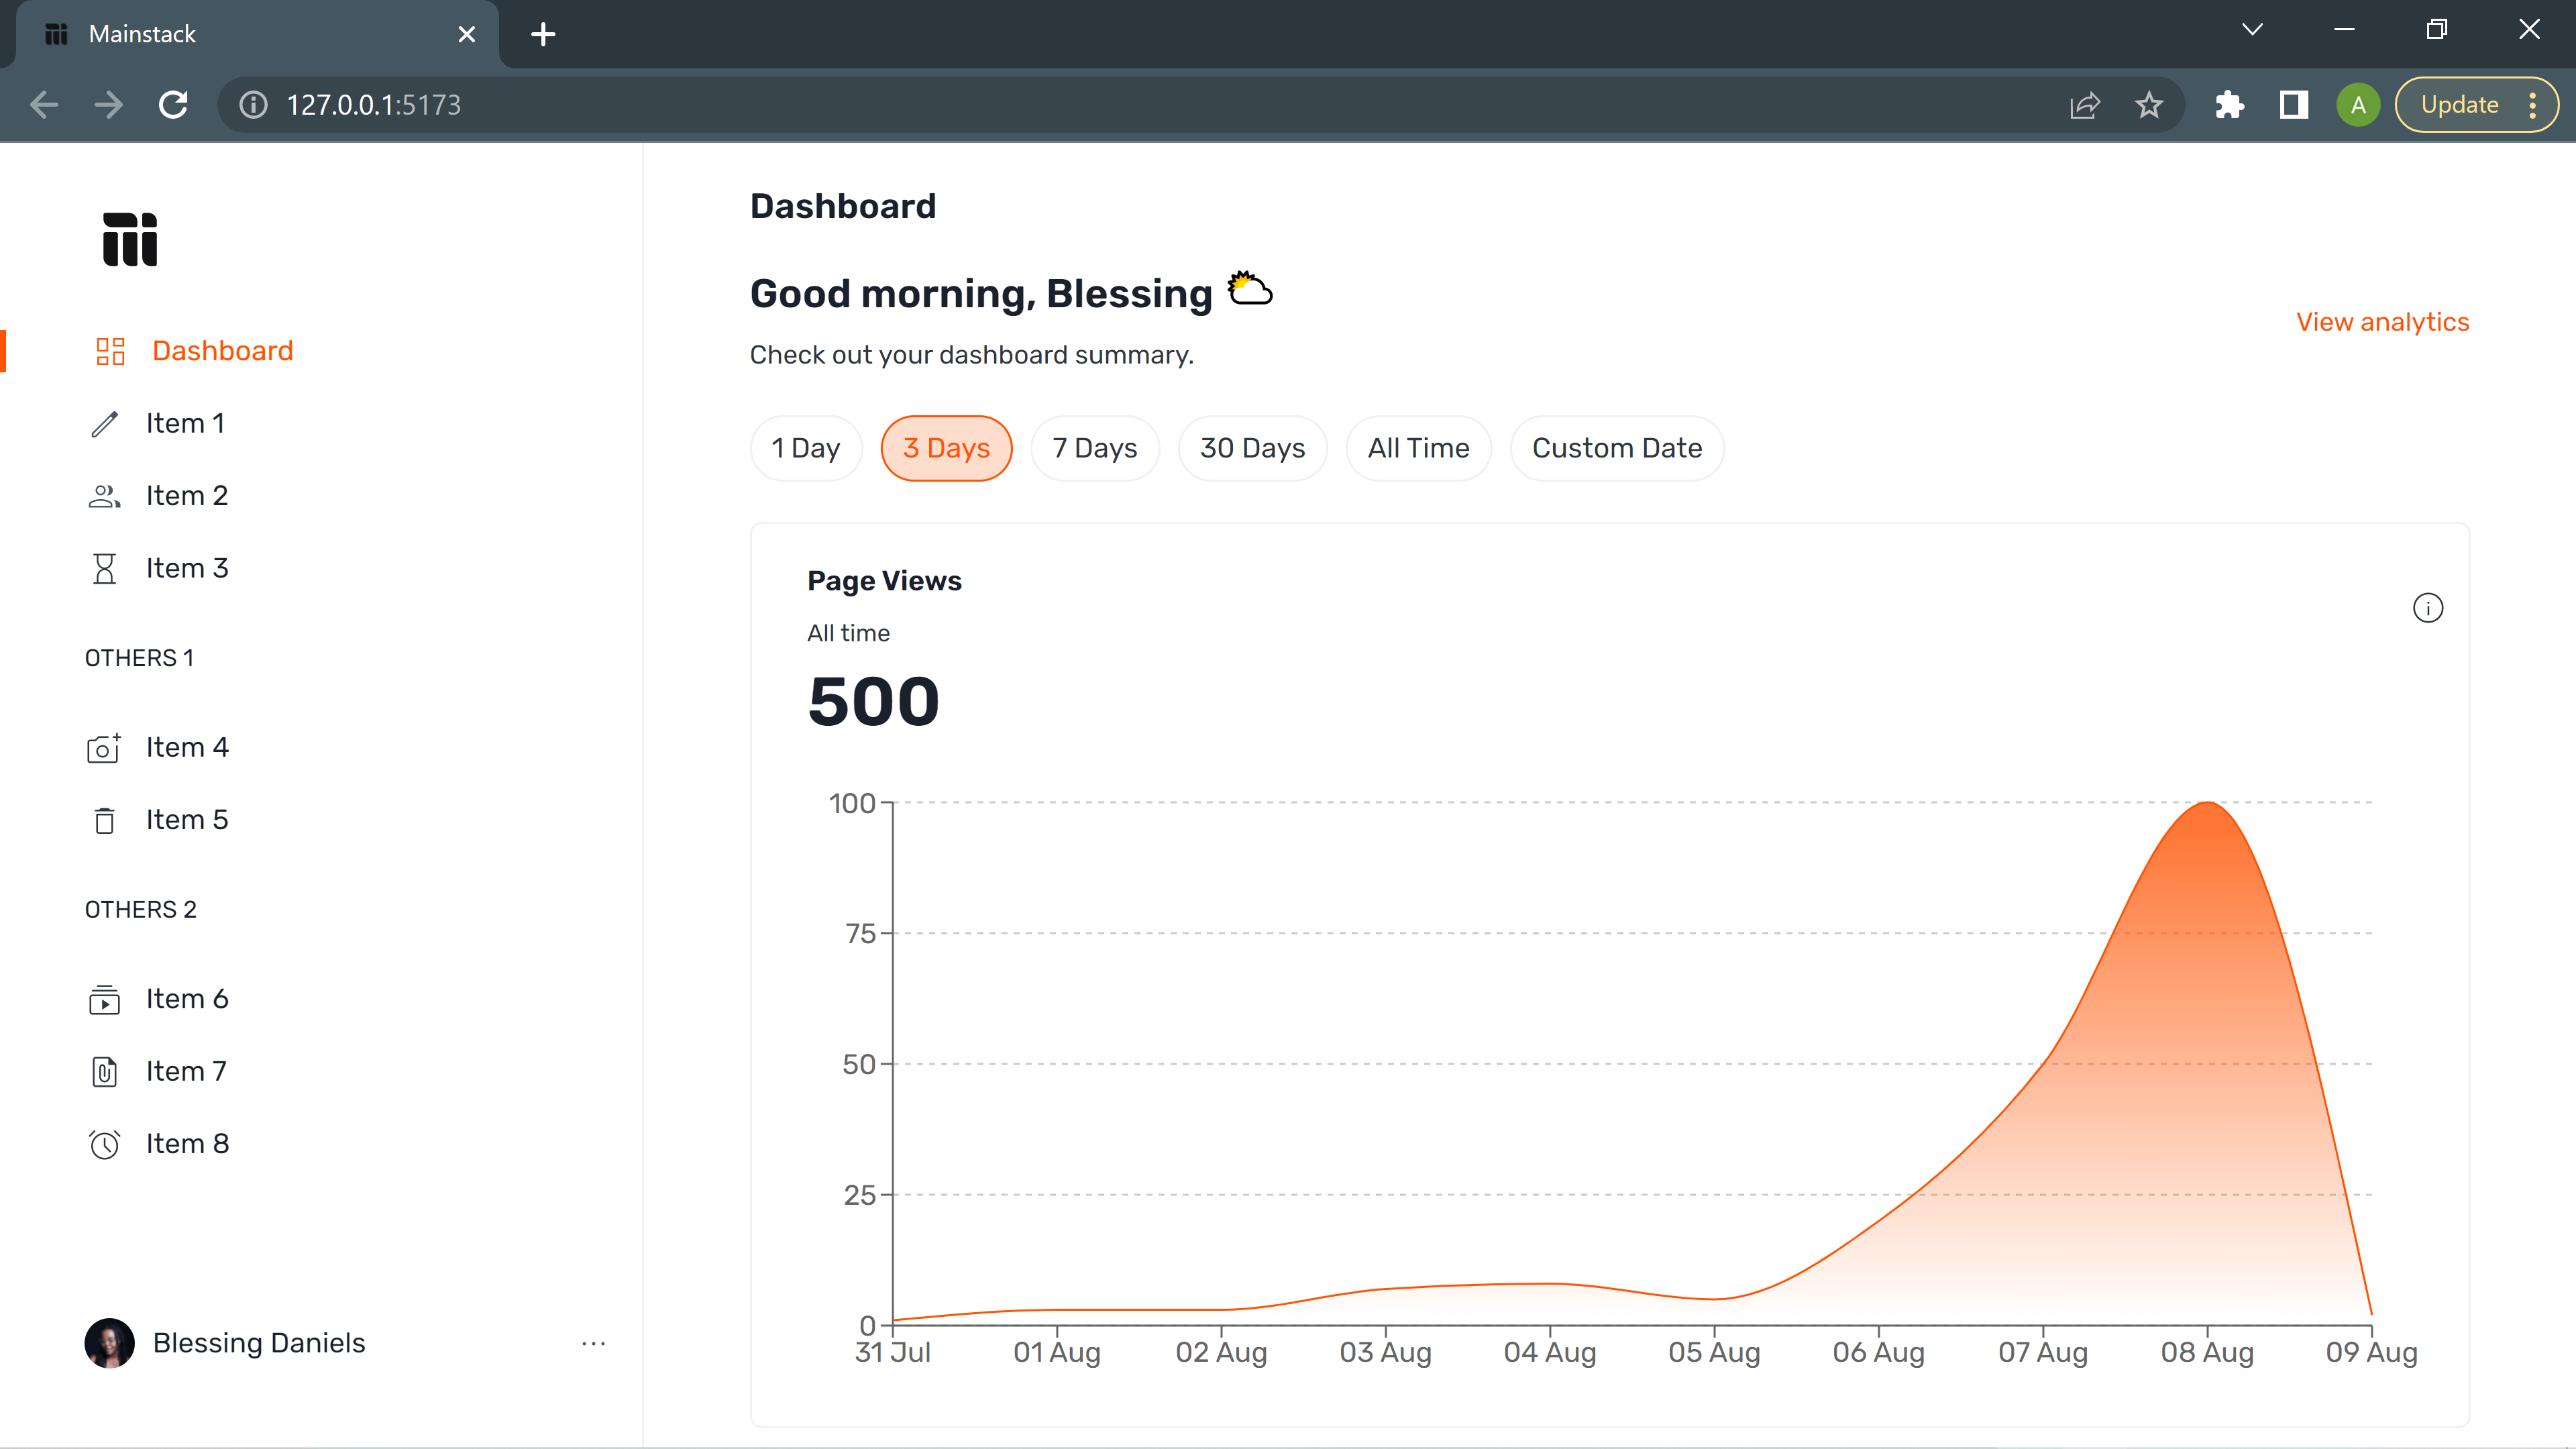 Mainstack
127.0.0.1:5173
A
Update
Dashboard
Item 1
Item 2
Item 3
OTHERS 1
Item 4
Item 5
OTHERS 2
Item 6
Item 7
Item 8
Blessing Daniels
Dashboard
Good morning, Blessing
Check out your dashboard summary.
View analytics
1 Day 3 Days 7 Days 30 Days All Time Custom Date
Page Views
All time
500
100
75
50
25
0
31 Jul 01 Aug 02 Aug 03 Aug 04 Aug 05 Aug 06 Aug 07 Aug 08 Aug 09 Aug